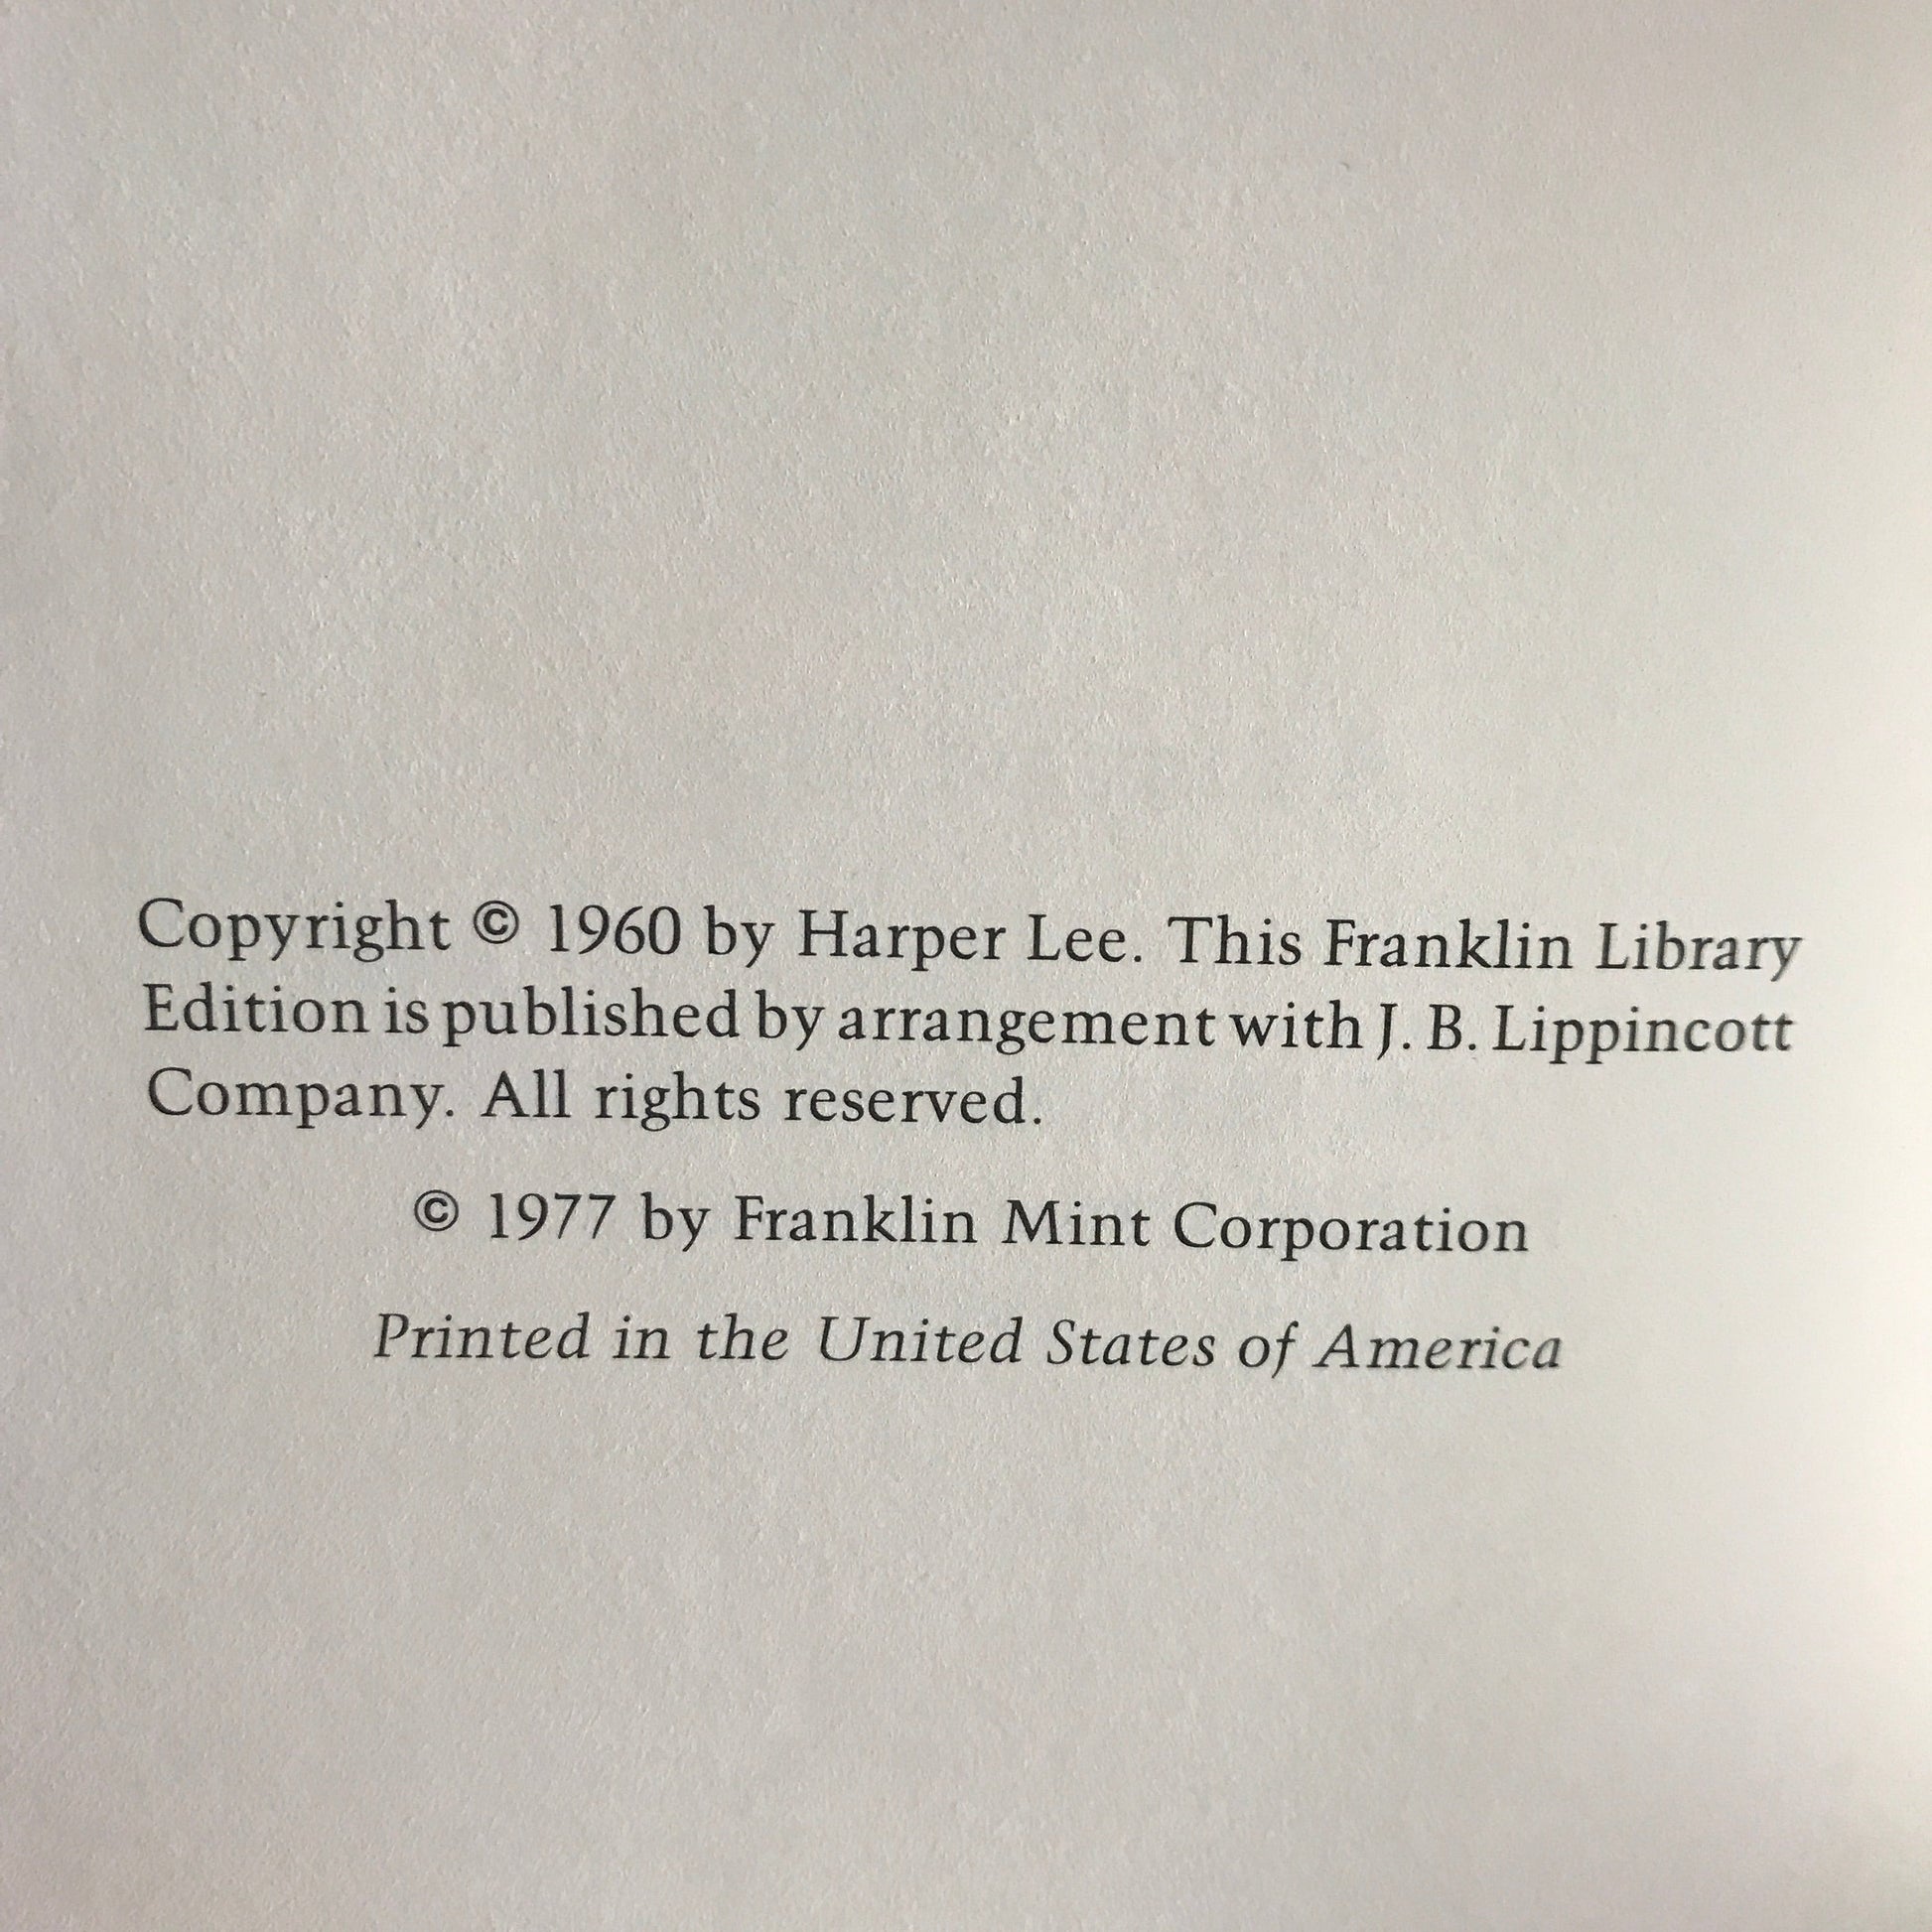 Copyright © 1960 by Harper Lee. This Franklin Library
Edition is published by arrangement with J. B. Lippincott
Company. All rights reserved.
© 1977 by Franklin Mint Corporation
Printed in the United States of America